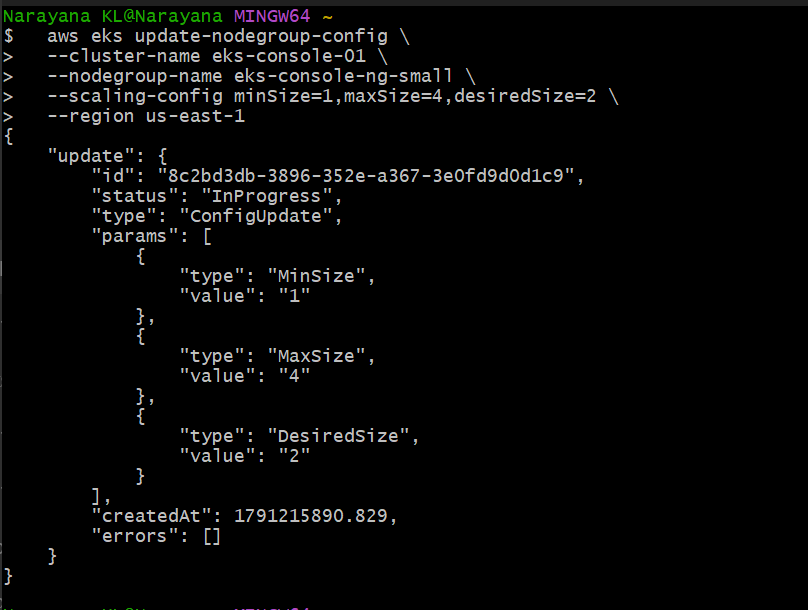 Narayana KL@Narayana MINGW64 ~
$   aws eks update-nodegroup-config \
>   --cluster-name eks-console-01 \
>   --nodegroup-name eks-console-ng-small \
>   --scaling-config minSize=1,maxSize=4,desiredSize=2 \
>   --region us-east-1
{
    "update": {
        "id": "8c2bd3db-3896-352e-a367-3e0fd9d0d1c9",
        "status": "InProgress",
        "type": "ConfigUpdate",
        "params": [
            {
                "type": "MinSize",
                "value": "1"
            },
            {
                "type": "MaxSize",
                "value": "4"
            },
            {
                "type": "DesiredSize",
                "value": "2"
            }
        ],
        "createdAt": 1791215890.829,
        "errors": []
    }
}